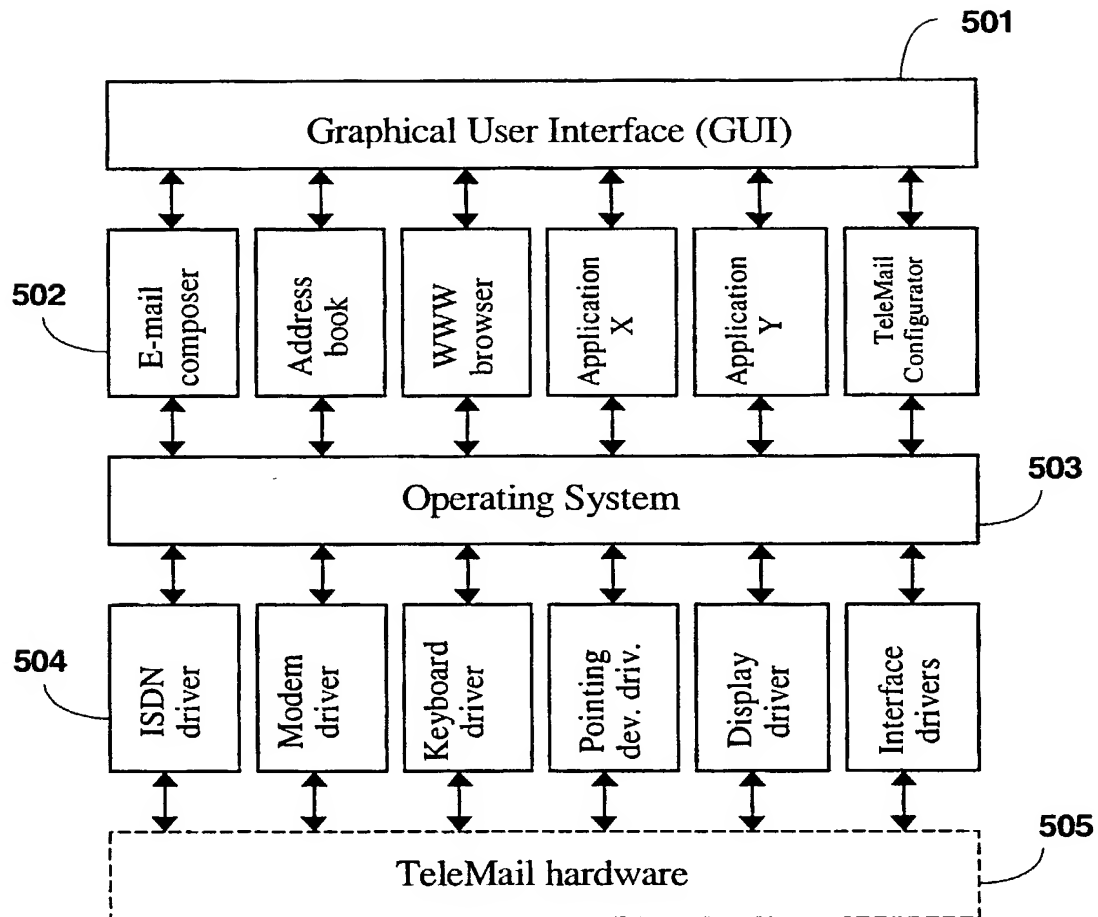 501
Graphical User Interface (GUI)
502
E-mail
composer
Address
book
WWW
browser
Application
X
Application
Y
TeleMail
Configurator
503
Operating System
504
ISDN
driver
Modem
driver
Keyboard
driver
Pointing
dev. driv.
Display
driver
Interface
drivers
505
TeleMail hardware